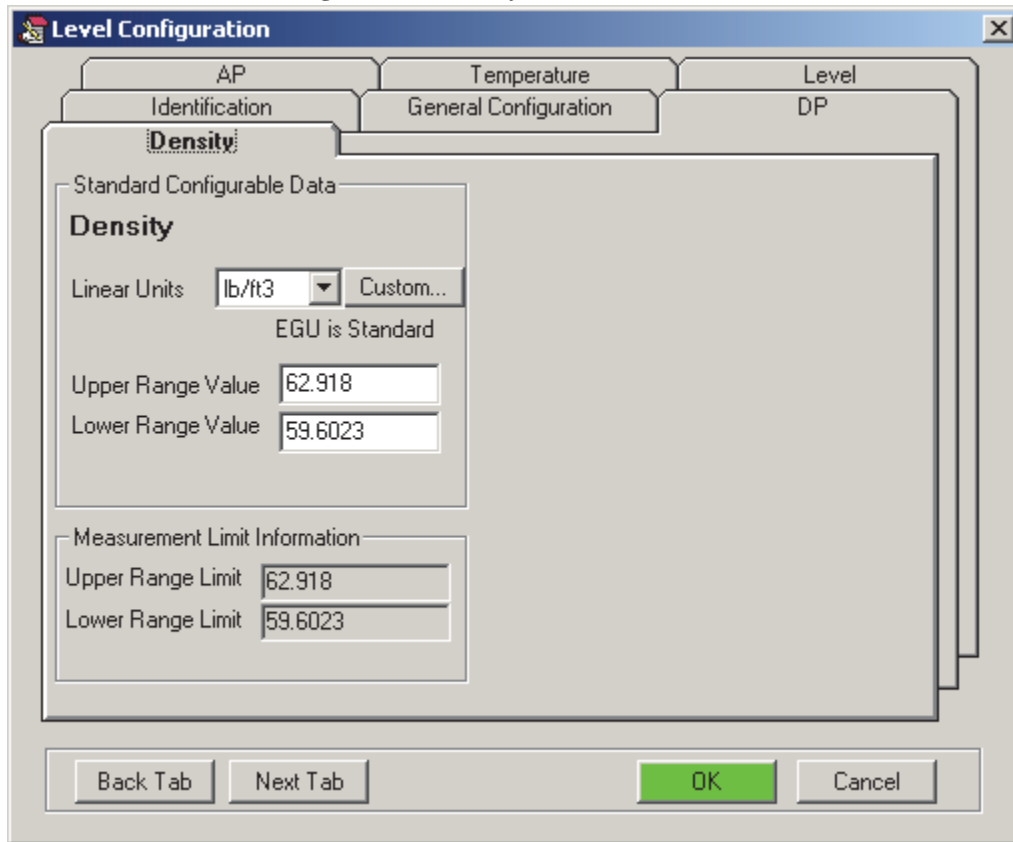 Level Configuration
AP Temperature Level
Identification General Configuration DP
Density
Standard Configurable Data
Density
Linear Units lb/ft3 Custom...
EGU is Standard
Upper Range Value 62.918
Lower Range Value 59.6023
Measurement Limit Information
Upper Range Limit 62.918
Lower Range Limit 59.6023
Back Tab Next Tab OK Cancel